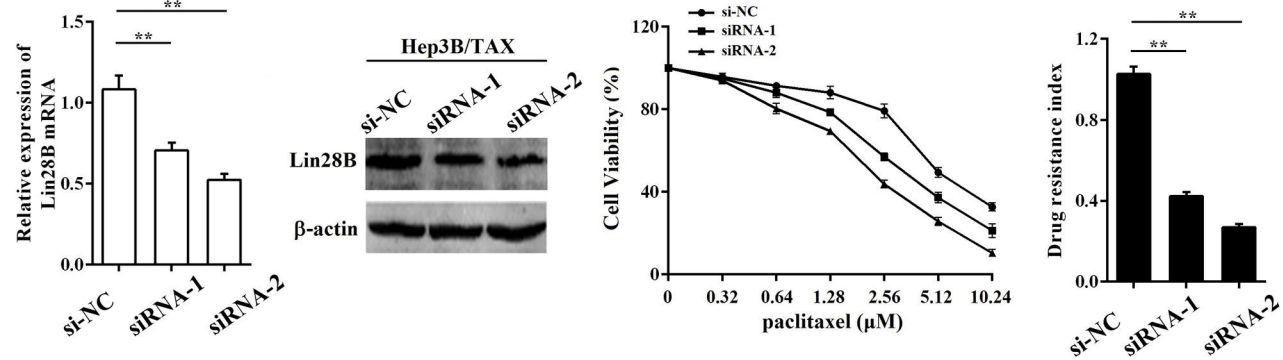 Relative expression of
Lin28B mRNA
1.5
1.0
0.5
0.0
**
**
si-NC
siRNA-1
siRNA-2
Hep3B/TAX
si-NC
siRNA-1
siRNA-2
Lin28B
β-actin
Cell Viability (%)
120
80
40
0
si-NC
siRNA-1
siRNA-2
0 0.32 0.64 1.28 2.56 5.12 10.24
paclitaxel (μM)
Drug resistance index
1.2
0.8
0.4
0.0
**
**
si-NC
siRNA-1
siRNA-2